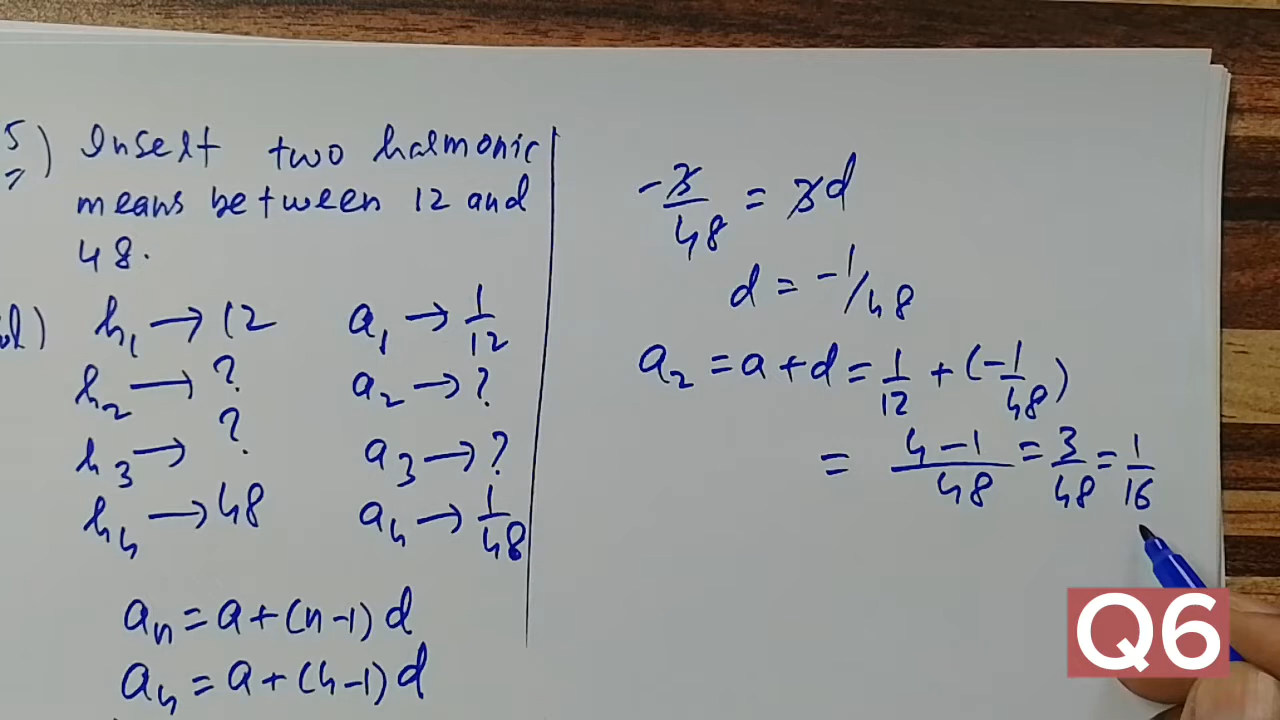 5) Insert two harmonic
means between 12 and
48.
h₁ → 12 a₁ → 1/12
h₂ → ? a₂ → ?
h₃ → ? a₃ → ?
h₄ → 48 a₄ → 1/48
aₙ = a + (n-1) d
a₄ = a + (4-1) d
-3/48 = 3d
d = -1/48
a₂ = a + d = 1/12 + (-1/48)
= 4-1/48 = 3/48 = 1/16
Q6